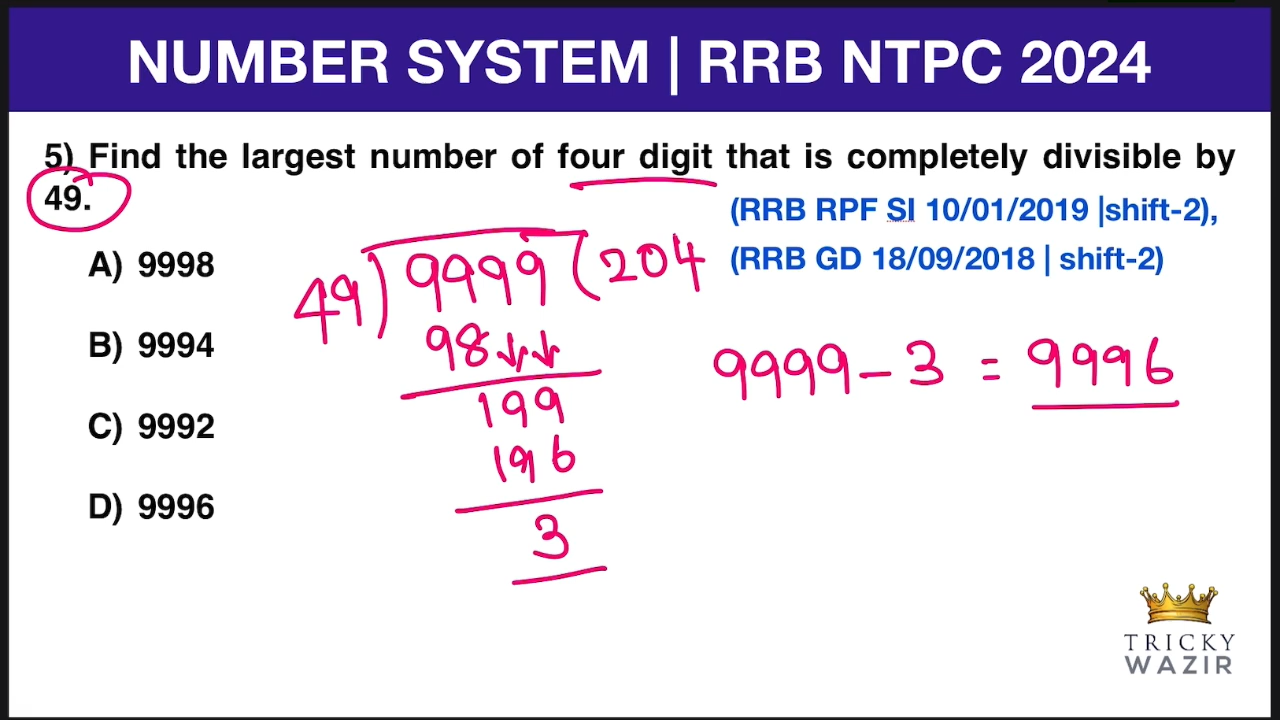 NUMBER SYSTEM | RRB NTPC 2024
5) Find the largest number of four digit that is completely divisible by
49.
(RRB RPF SI 10/01/2019 |shift-2),
(RRB GD 18/09/2018 | shift-2)
A) 9998
B) 9994
C) 9992
D) 9996
49) 9999 (204
98
199
196
3
9999 - 3 = 9996
TRICKY
WAZIR